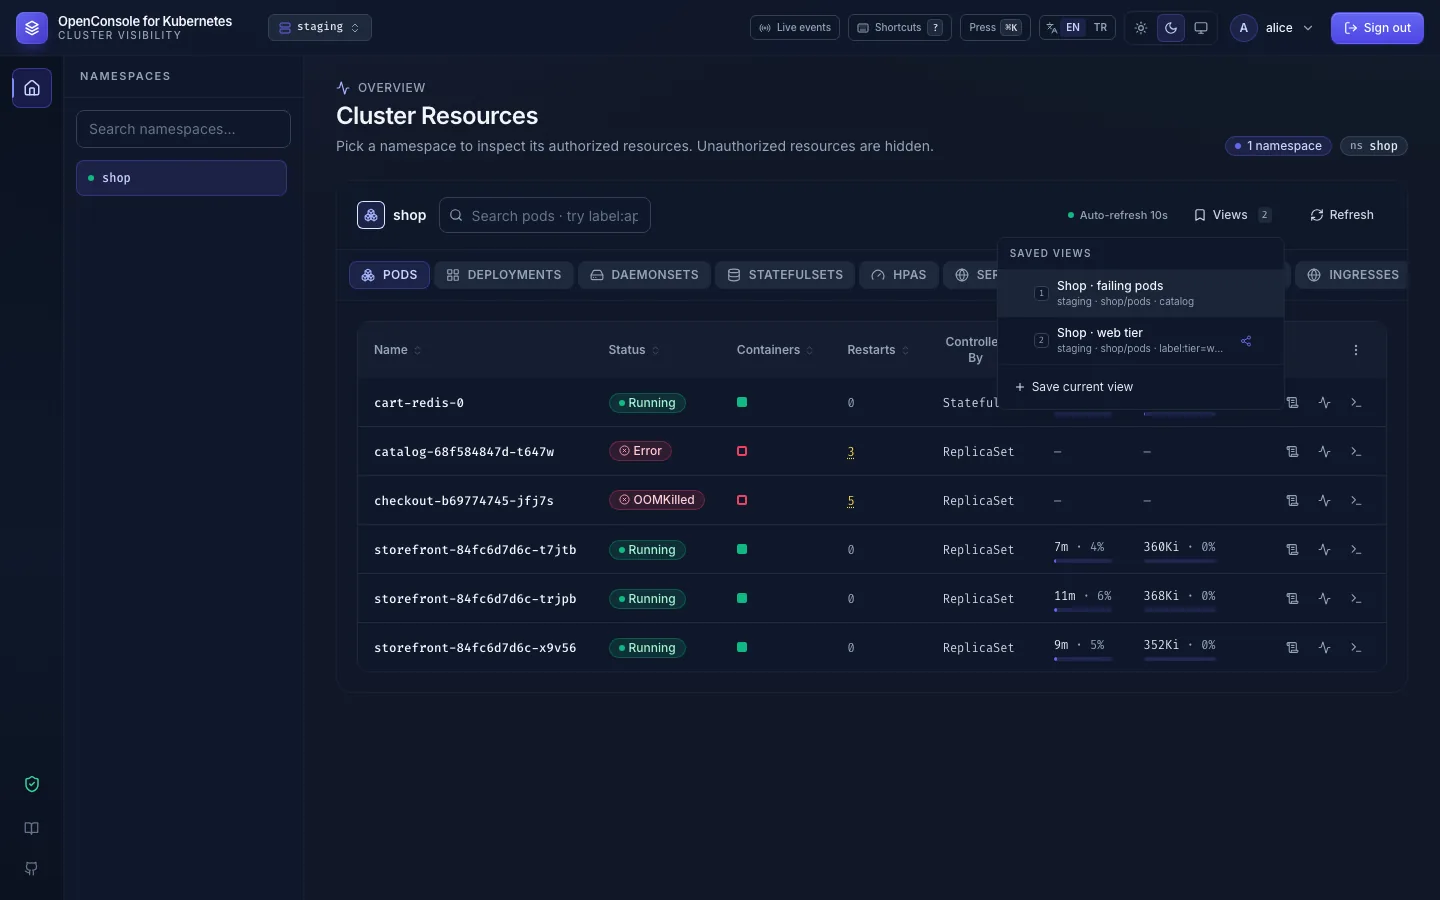 OpenConsole for Kubernetes
CLUSTER VISIBILITY
staging
Live events
Shortcuts ?
Press ⌘K
EN TR
A alice
Sign out
NAMESPACES
Search namespaces...
shop
OVERVIEW
Cluster Resources
Pick a namespace to inspect its authorized resources. Unauthorized resources are hidden.
1 namespace
ns shop
shop
Search pods · try label:ap
Auto-refresh 10s
Views 2
Refresh
PODS DEPLOYMENTS DAEMONSETS STATEFULSETS HPAS SER INGRESSES
SAVED VIEWS
1 Shop · failing pods
staging · shop/pods · catalog
2 Shop · web tier
staging · shop/pods · label:tier=w...
+ Save current view
Name Status Containers Restarts Controlle
By
cart-redis-0 Running 0 Stateful
catalog-68f584847d-t647w Error 3 ReplicaSet — —
checkout-b69774745-jfj7s OOMKilled 5 ReplicaSet — —
storefront-84fc6d7d6c-t7jtb Running 0 ReplicaSet 7m · 4% 360Ki · 0%
storefront-84fc6d7d6c-trjpb Running 0 ReplicaSet 11m · 6% 368Ki · 0%
storefront-84fc6d7d6c-x9v56 Running 0 ReplicaSet 9m · 5% 352Ki · 0%